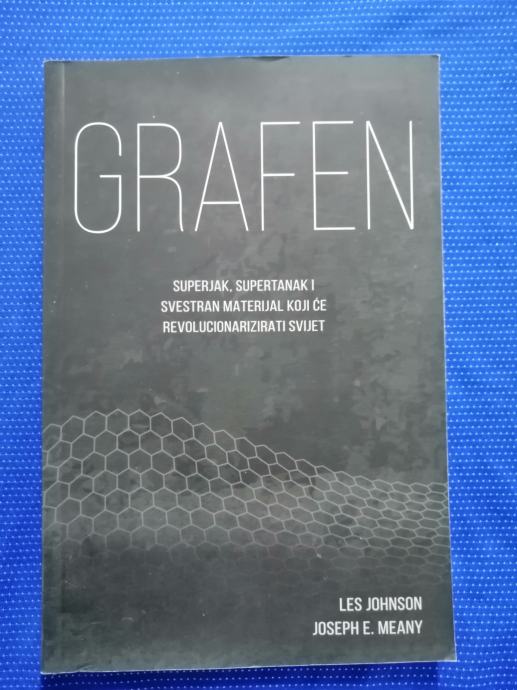 GRAFEN
SUPERJAK, SUPERTANAK I
SVESTRAN MATERIJAL KOJI ĆE
REVOLUCIONARIZIRATI SVIJET
LES JOHNSON
JOSEPH E. MEANY